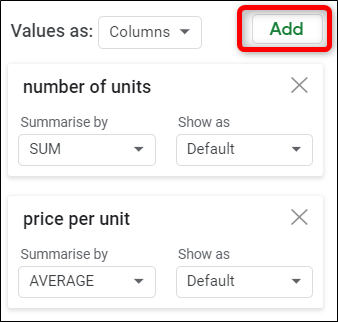 Values as: Columns Add
number of units
Summarise by Show as
SUM Default
price per unit
Summarise by Show as
AVERAGE Default